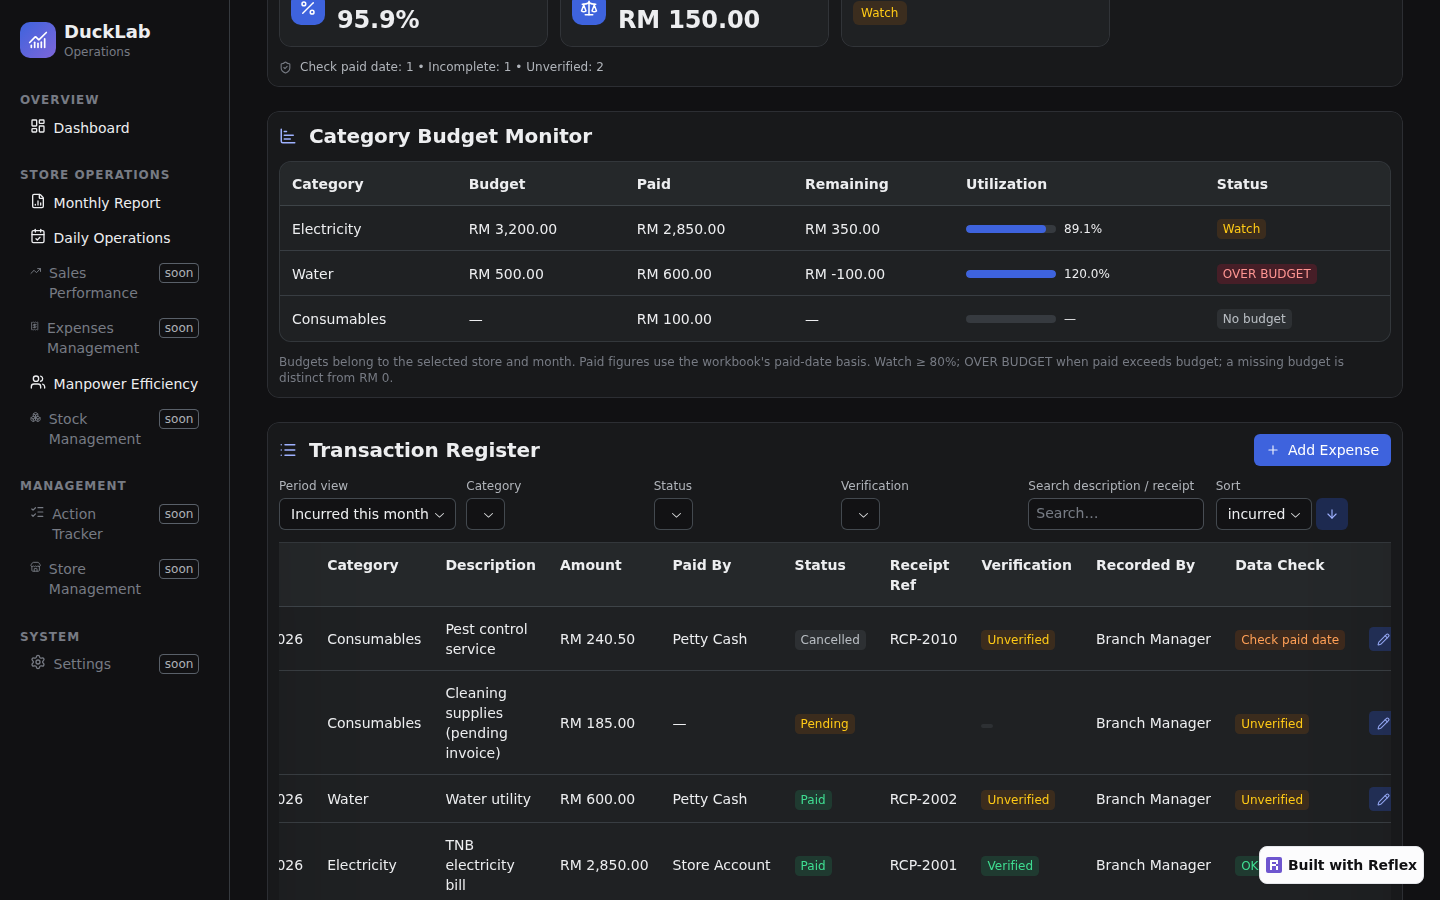 DuckLab
Operations
OVERVIEW
Dashboard
STORE OPERATIONS
Monthly Report
Daily Operations
Sales Performance soon
Expenses Management soon
Manpower Efficiency
Stock Management soon
MANAGEMENT
Action Tracker soon
Store Management soon
SYSTEM
Settings soon
95.9%
RM 150.00
Watch
Check paid date: 1 • Incomplete: 1 • Unverified: 2
Category Budget Monitor
Category Budget Paid Remaining Utilization Status
Electricity RM 3,200.00 RM 2,850.00 RM 350.00 89.1% Watch
Water RM 500.00 RM 600.00 RM -100.00 120.0% OVER BUDGET
Consumables — RM 100.00 — — No budget
Budgets belong to the selected store and month. Paid figures use the workbook's paid-date basis. Watch ≥ 80%; OVER BUDGET when paid exceeds budget; a missing budget is
distinct from RM 0.
Transaction Register
Add Expense
Period view Category Status Verification Search description / receipt Sort
Incurred this month Search… incurred
Category Description Amount Paid By Status Receipt Ref Verification Recorded By Data Check
026 Consumables Pest control service RM 240.50 Petty Cash Cancelled RCP-2010 Unverified Branch Manager Check paid date
Consumables Cleaning supplies (pending invoice) RM 185.00 — Pending Branch Manager Unverified
026 Water Water utility RM 600.00 Petty Cash Paid RCP-2002 Unverified Branch Manager Unverified
026 Electricity TNB electricity bill RM 2,850.00 Store Account Paid RCP-2001 Verified Branch Manager OK
Built with Reflex